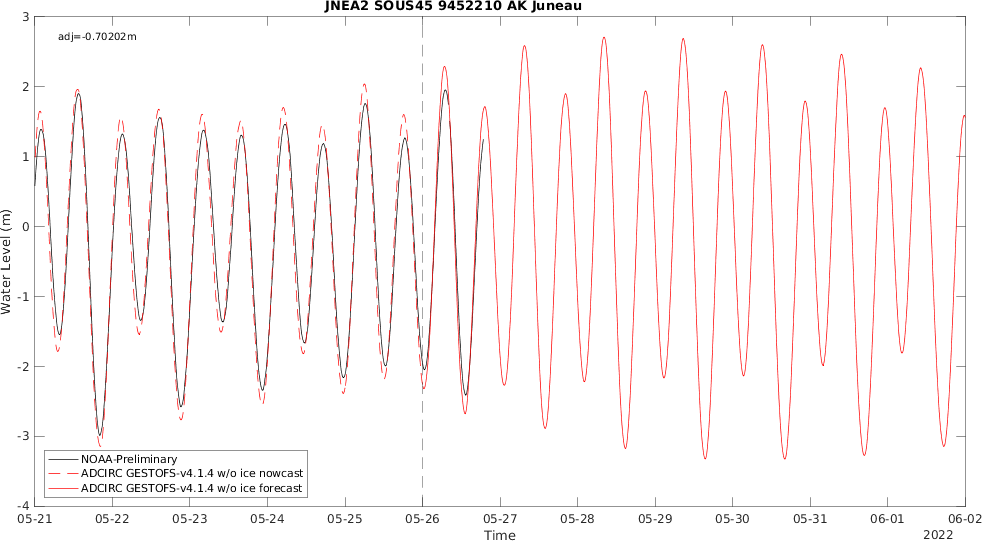 JNEA2 SOUS45 9452210 AK Juneau
adj=-0.70202m
3
2
1
0
-1
-2
-3
-4
Water Level (m)
NOAA-Preliminary
ADCIRC GESTOFS-v4.1.4 w/o ice nowcast
ADCIRC GESTOFS-v4.1.4 w/o ice forecast
05-21 05-22 05-23 05-24 05-25 05-26 05-27 05-28 05-29 05-30 05-31 06-01 06-02
Time
2022